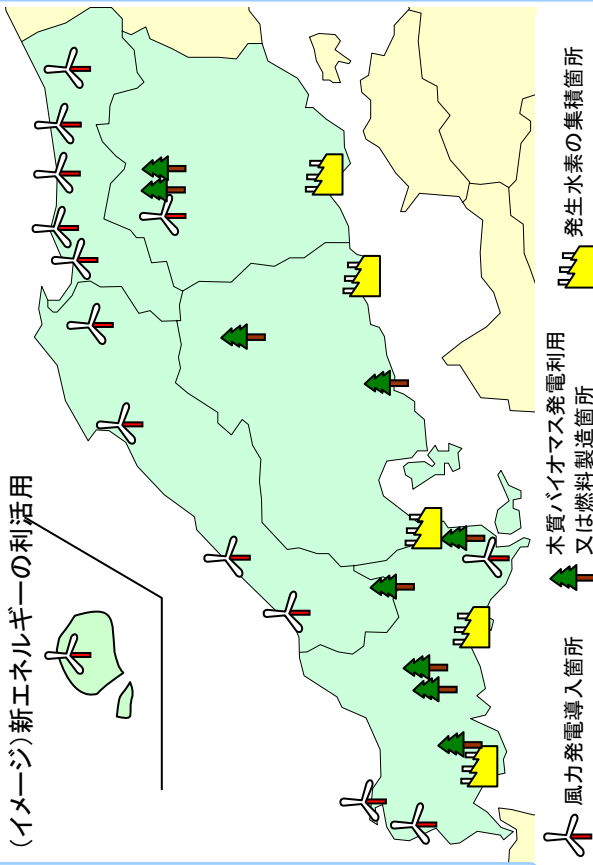 (イメージ)新エネルギーの利活用
風力発電導入箇所
木質バイオマス発電利用
又は燃料製造箇所
発生水素の集積箇所